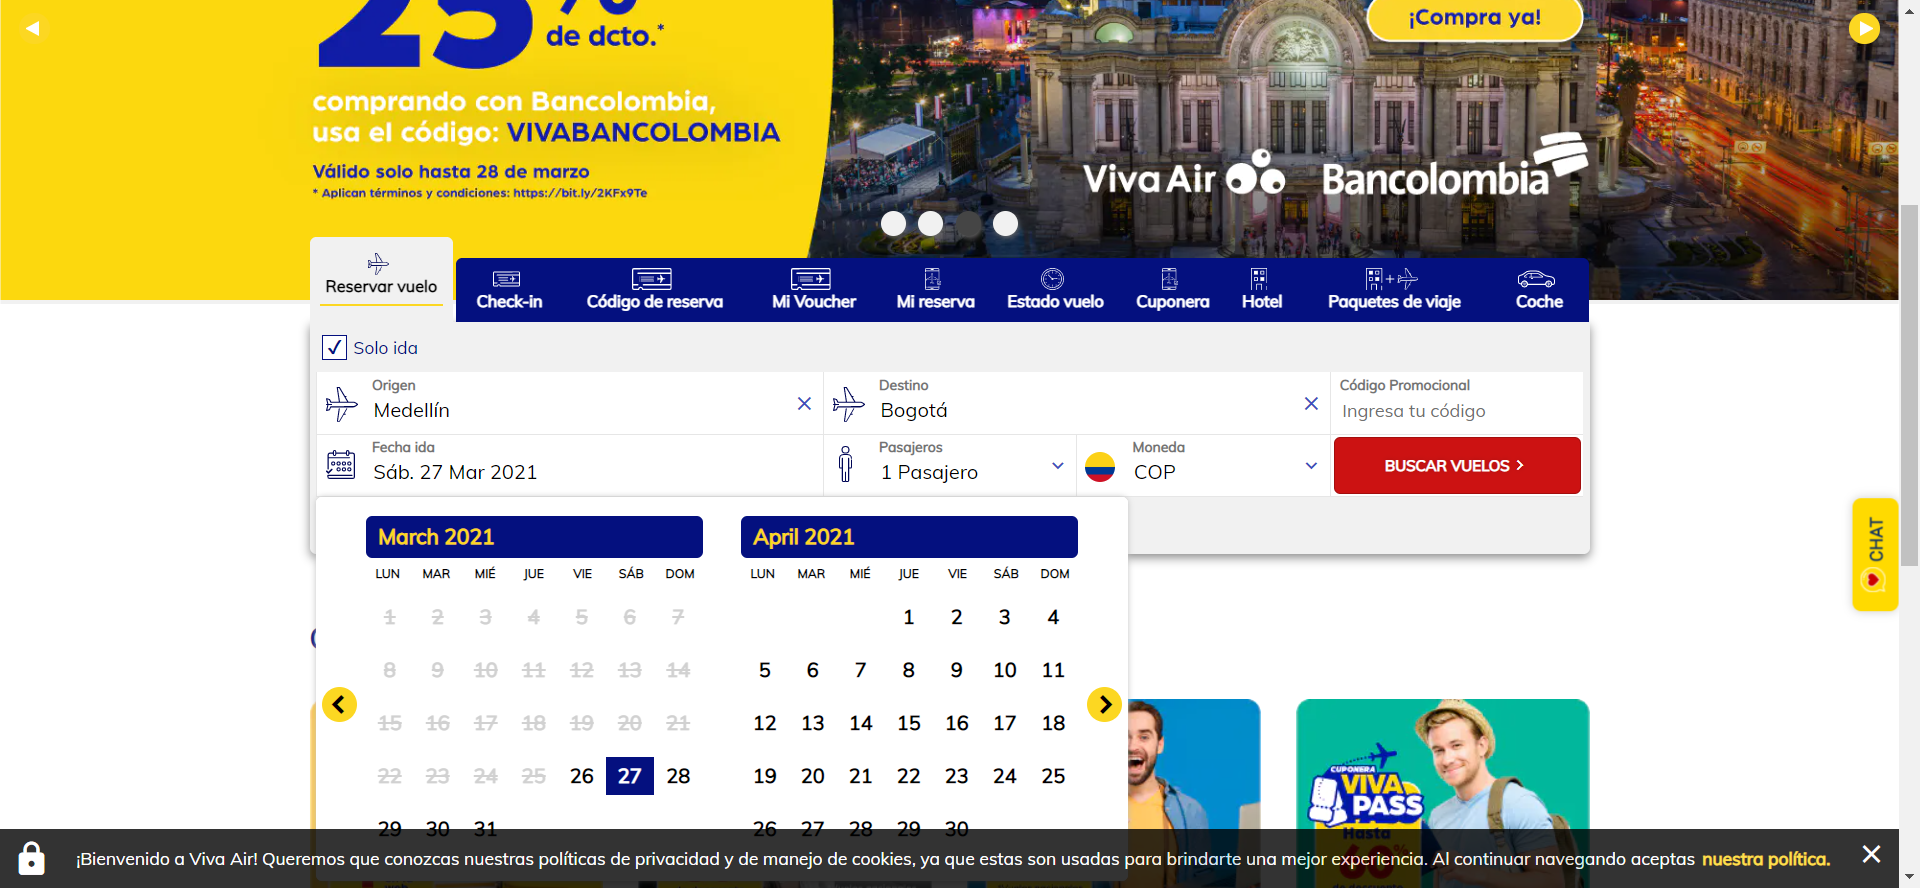 25%
de dcto.*
comprando con Bancolombia,
usa el código: VIVABANCOLOMBIA
Válido solo hasta 28 de marzo
* Aplican términos y condiciones: https://bit.ly/2KFx9Te
¡Compra ya!
Viva Air
Bancolombia
Reservar vuelo
Check-in
Código de reserva
Mi Voucher
Mi reserva
Estado vuelo
Cuponera
Hotel
Paquetes de viaje
Coche
Solo ida
Origen
Medellín
Destino
Bogotá
Código Promocional
Ingresa tu código
Fecha ida
Sáb. 27 Mar 2021
Pasajeros
1 Pasajero
Moneda
COP
BUSCAR VUELOS
CHAT
March 2021
LUN MAR MIÉ JUE VIE SÁB DOM
1 2 3 4 5 6 7
8 9 10 11 12 13 14
15 16 17 18 19 20 21
22 23 24 25 26 27 28
29 30 31
April 2021
LUN MAR MIÉ JUE VIE SÁB DOM
1 2 3 4
5 6 7 8 9 10 11
12 13 14 15 16 17 18
19 20 21 22 23 24 25
26 27 28 29 30
CUPONERA
VIVA
PASS
Hasta
60%
¡Bienvenido a Viva Air! Queremos que conozcas nuestras políticas de privacidad y de manejo de cookies, ya que estas son usadas para brindarte una mejor experiencia. Al continuar navegando aceptas nuestra política.